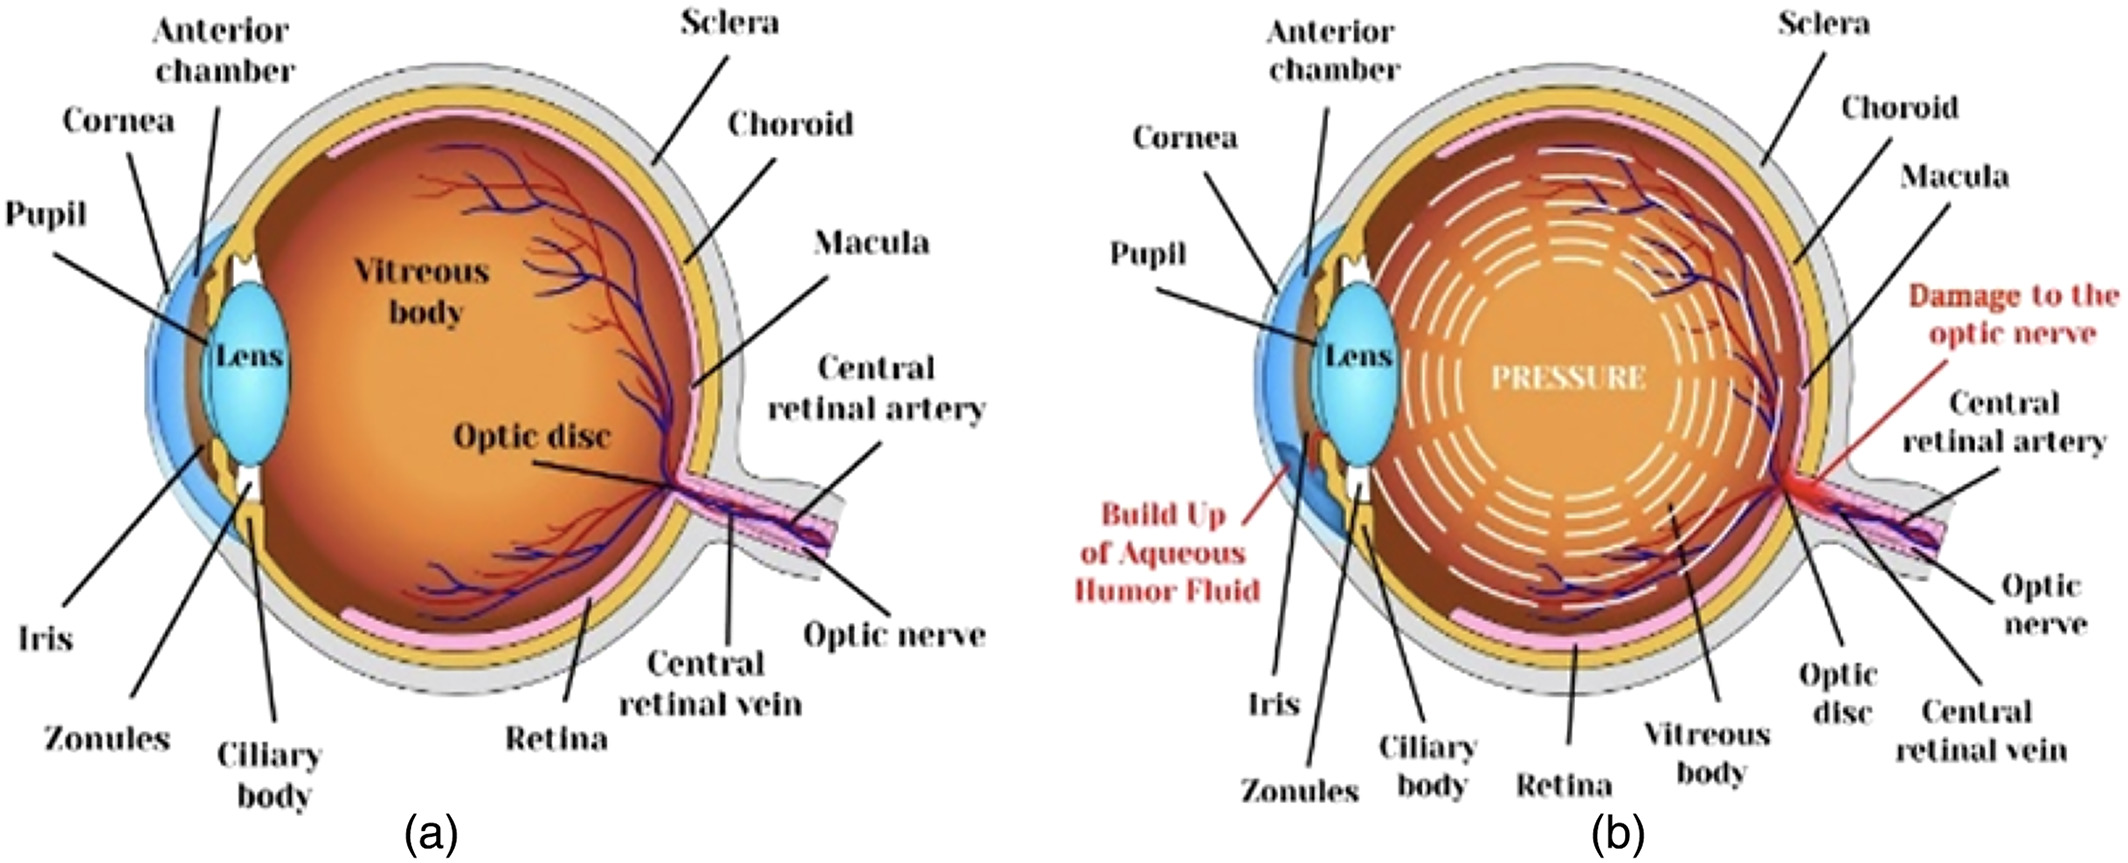 Anterior
chamber
Sclera
Cornea
Choroid
Pupil
Macula
Vitreous
body
Lens
Central
retinal artery
Optic disc
Iris
Optic nerve
Central
retinal vein
Zonules
Retina
Ciliary
body
(a)
Anterior
chamber
Sclera
Cornea
Choroid
Macula
Pupil
Damage to the
optic nerve
Lens
PRESSURE
Central
retinal artery
Build Up
of Aqueous
Humor Fluid
Optic
nerve
Iris
Optic
disc
Central
retinal vein
Vitreous
body
Ciliary
body
Zonules
Retina
(b)